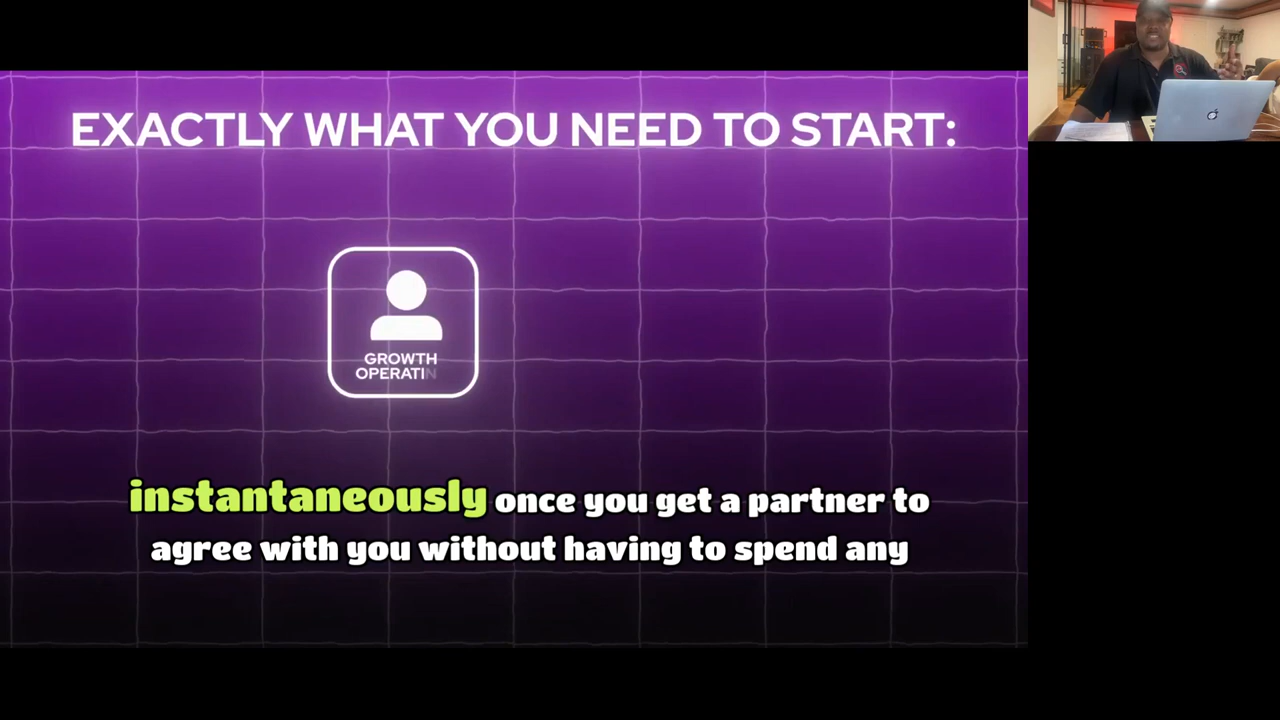 EXACTLY WHAT YOU NEED TO START:
GROWTH
OPERATIN
instantaneously once you get a partner to
agree with you without having to spend any